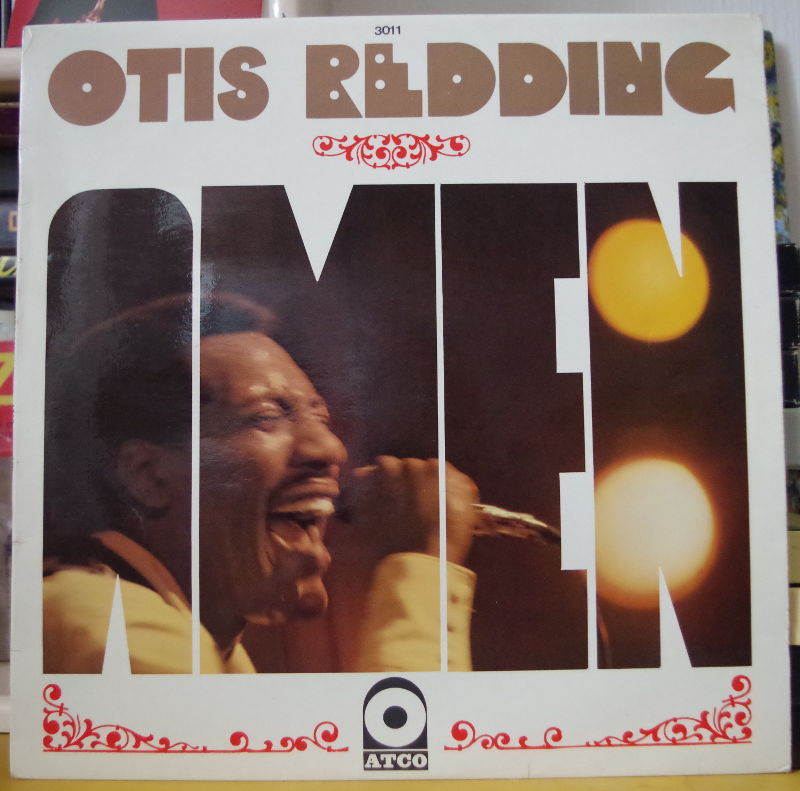 3011
OTIS REDDING
AMEN
ATCO